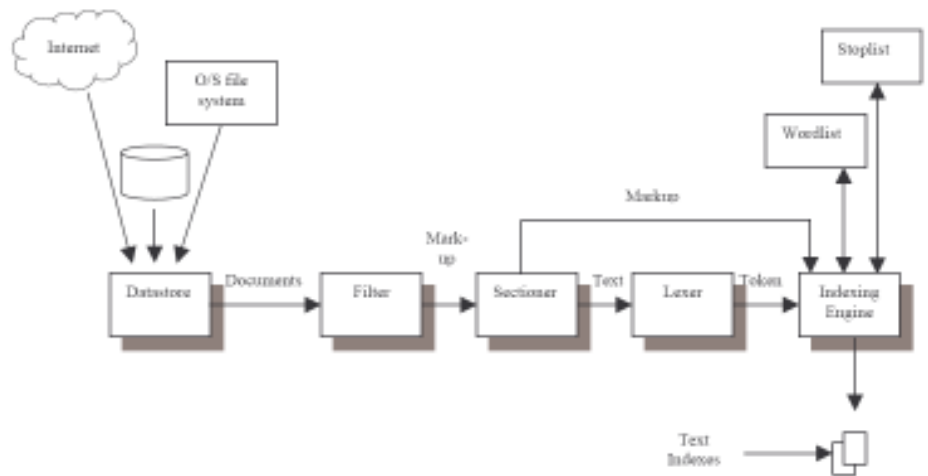 Internet
O/S file
system
Stoplist
Wordlist
Markup
Mark-
up
Datastore
Documents
Filter
Sectioner
Text
Lexer
Token
Indexing
Engine
Text
Indexes